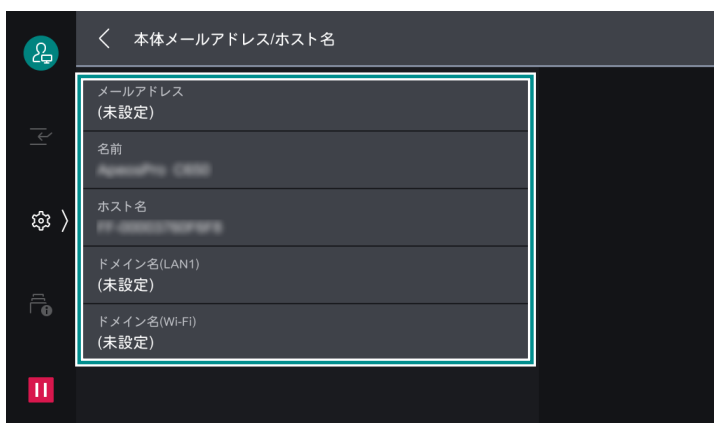 本体メールアドレス/ホスト名
メールアドレス
(未設定)
名前
ホスト名
ドメイン名(LAN1)
(未設定)
ドメイン名(Wi-Fi)
(未設定)